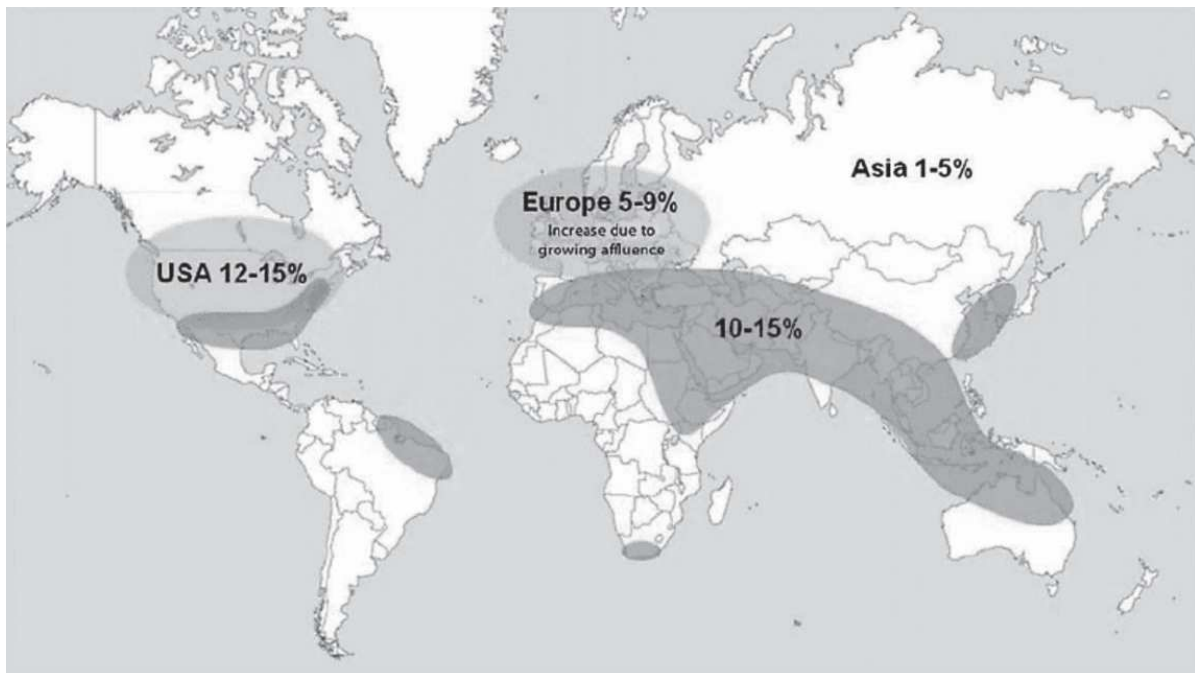 Asia 1-5%
Europe 5-9%
Increase due to
growing affluence
USA 12-15%
10-15%